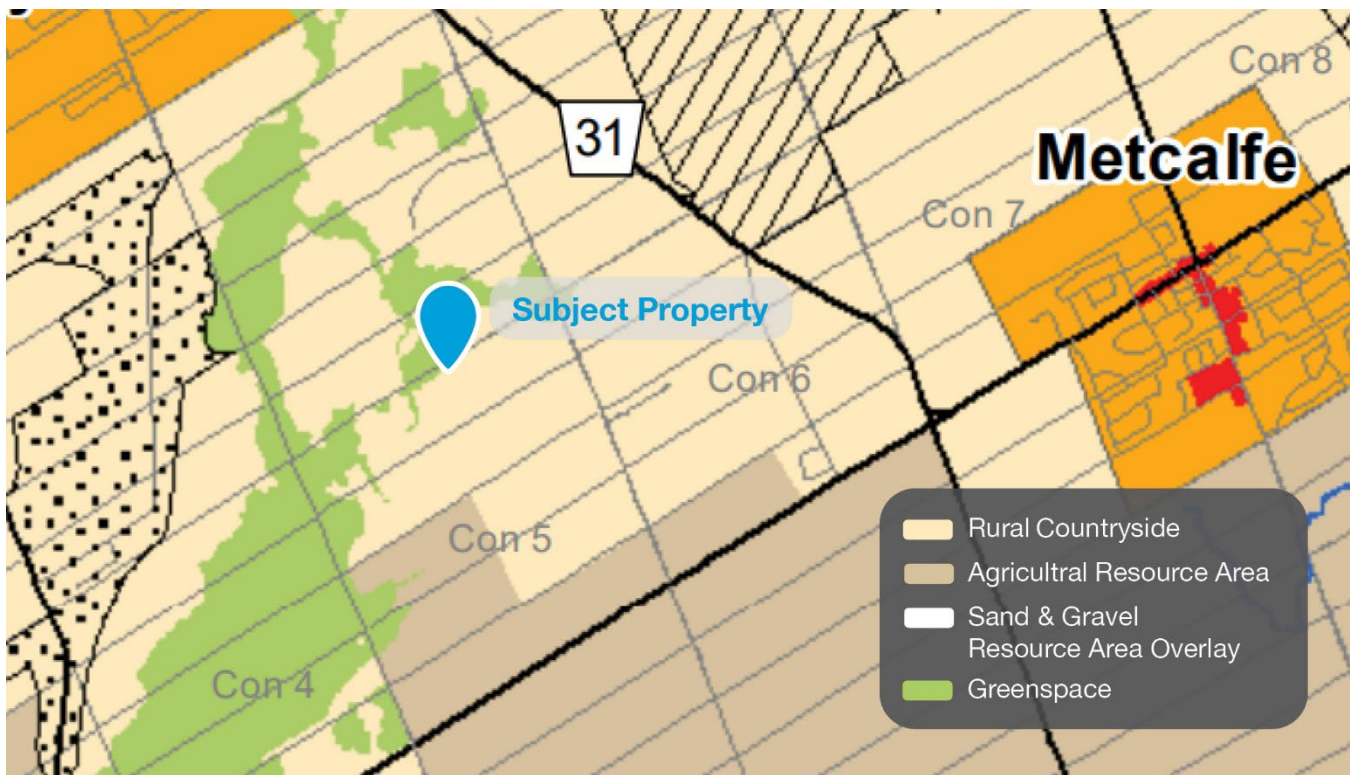 Con 8
31
Metcalfe
Con 7
Subject Property
Con 6
Con 5
Con 4
Rural Countryside
Agricultral Resource Area
Sand & Gravel
Resource Area Overlay
Greenspace